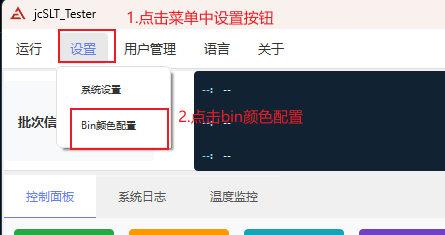 jcSLT_Tester
1.点击菜单中设置按钮
运行 设置 用户管理 语言 关于
系统设置
--: --
批次信
Bin颜色配置
2.点击bin颜色配置
--: --
--: --
控制面板 系统日志 温度监控